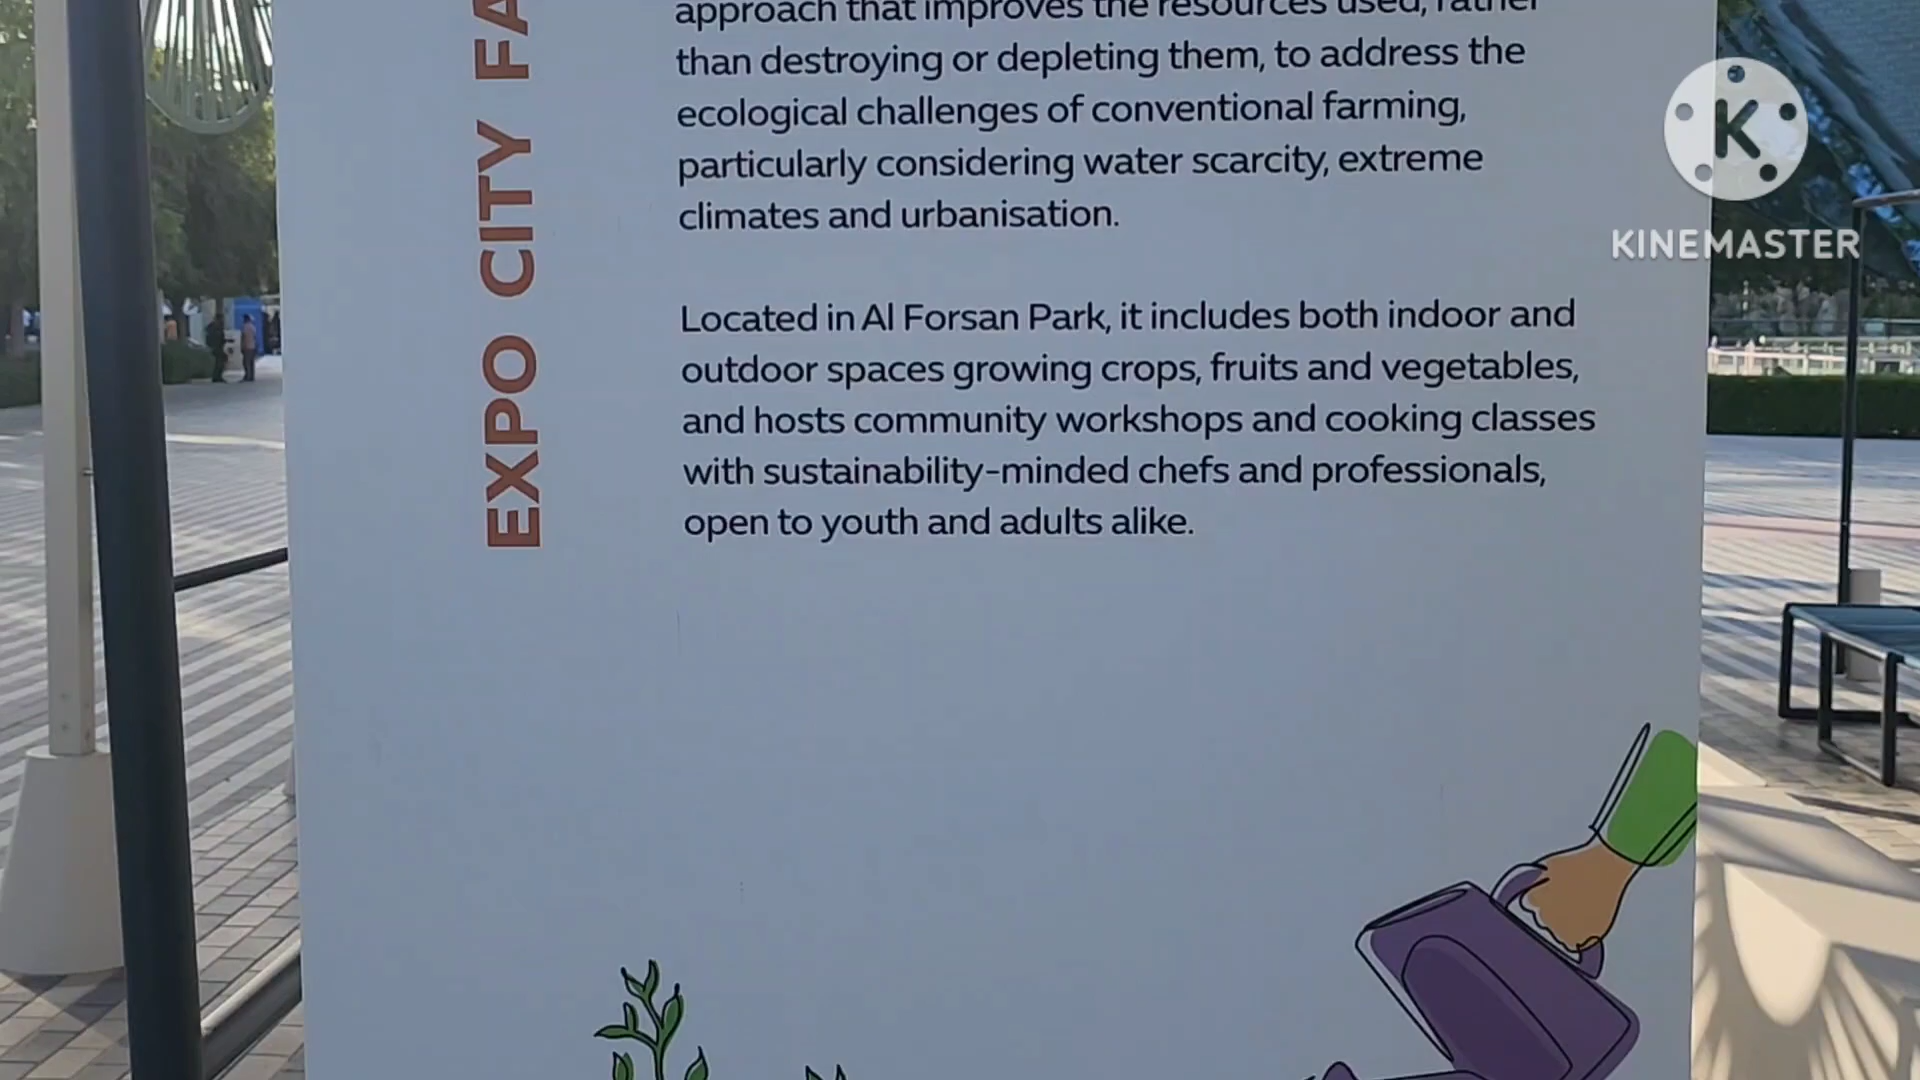 approach that improves the resources used, rather
than destroying or depleting them, to address the
ecological challenges of conventional farming,
particularly considering water scarcity, extreme
climates and urbanisation.
Located in Al Forsan Park, it includes both indoor and
outdoor spaces growing crops, fruits and vegetables,
and hosts community workshops and cooking classes
with sustainability-minded chefs and professionals,
open to youth and adults alike.
EXPO CITY FA
K
KINEMASTER